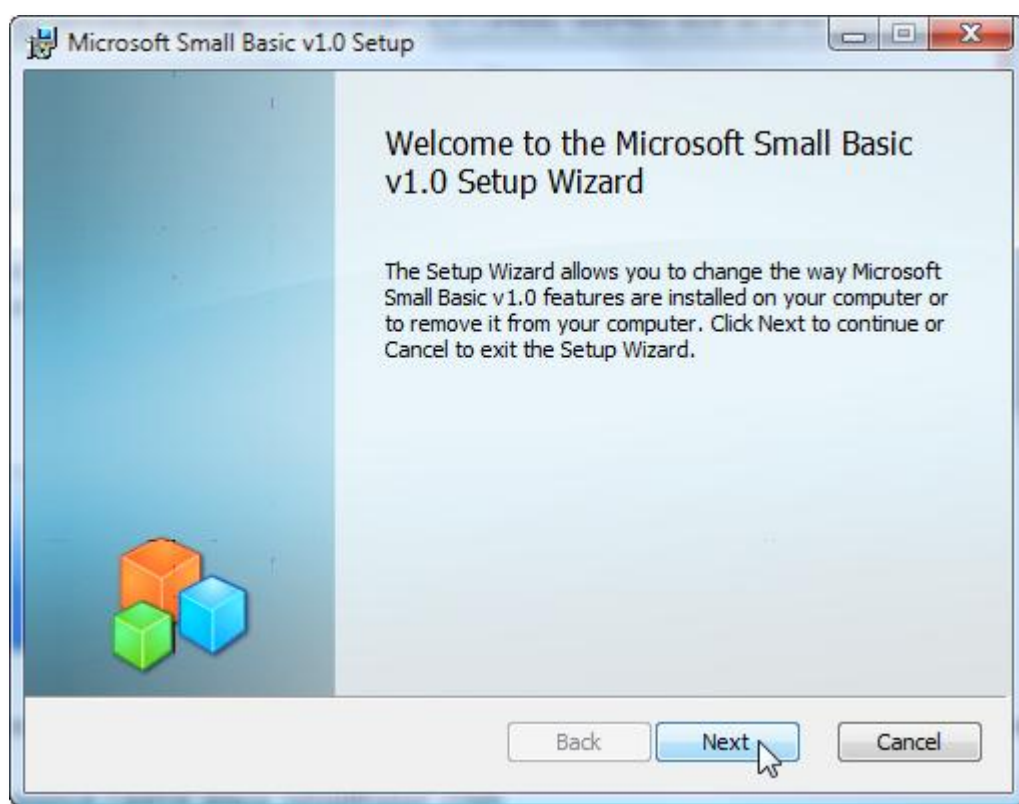 Microsoft Small Basic v1.0 Setup
Welcome to the Microsoft Small Basic
v1.0 Setup Wizard
The Setup Wizard allows you to change the way Microsoft
Small Basic v1.0 features are installed on your computer or
to remove it from your computer. Click Next to continue or
Cancel to exit the Setup Wizard.
Back Next Cancel